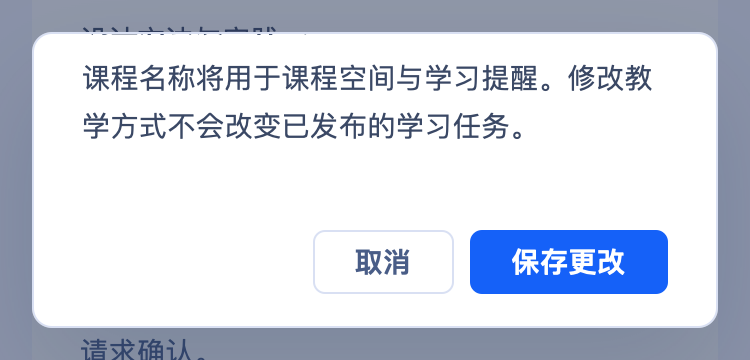 课程名称将用于课程空间与学习提醒。修改教
学方式不会改变已发布的学习任务。
取消
保存更改
请求确认。